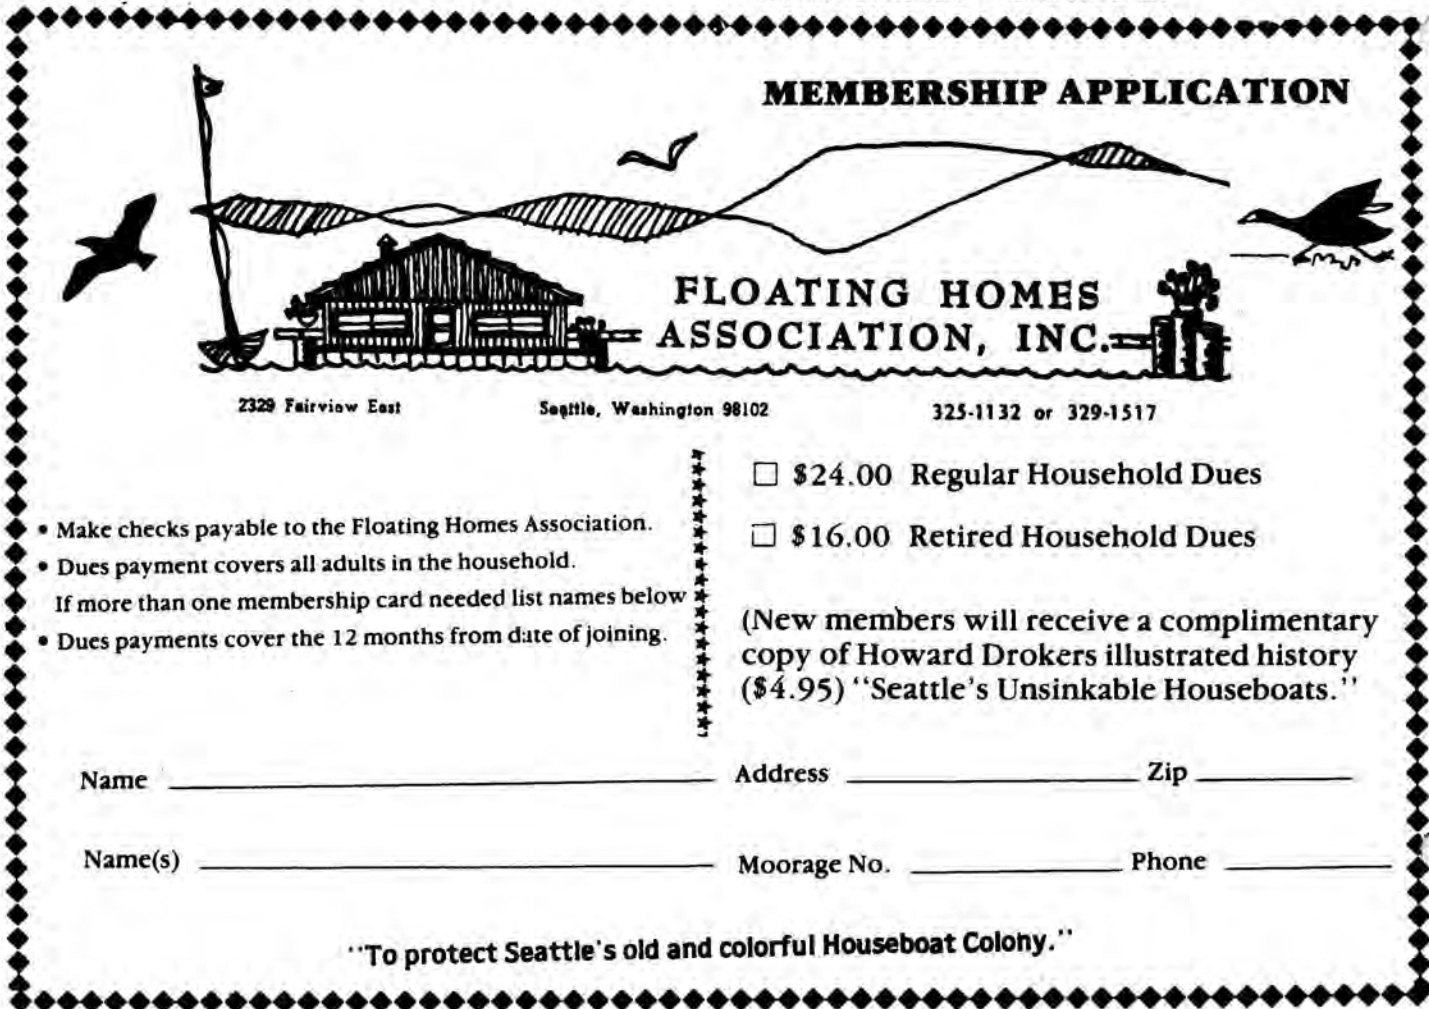 MEMBERSHIP APPLICATION
FLOATING HOMES
ASSOCIATION, INC.
2329 Fairview East Seattle, Washington 98102 325-1132 or 329-1517
• Make checks payable to the Floating Homes Association.
• Dues payment covers all adults in the household.
If more than one membership card needed list names below
• Dues payments cover the 12 months from date of joining.
☐ $24.00 Regular Household Dues
☐ $16.00 Retired Household Dues
(New members will receive a complimentary
copy of Howard Drokers illustrated history
($4.95) "Seattle's Unsinkable Houseboats."
Name Address Zip
Name(s) Moorage No. Phone
"To protect Seattle's old and colorful Houseboat Colony."